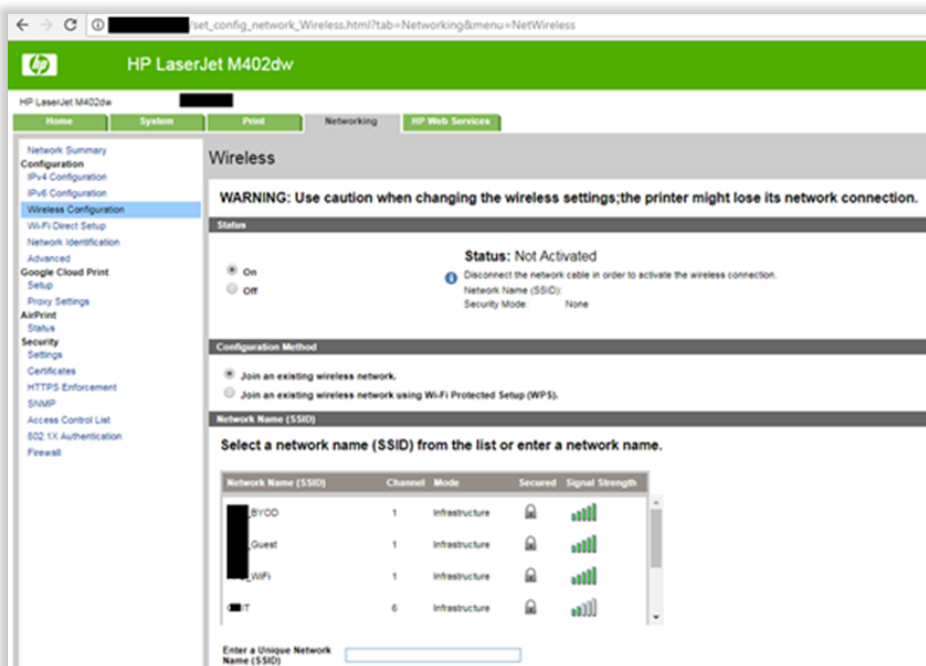 /set_config_network_Wireless.html?tab=Networking&menu=NetWireless
hp
HP LaserJet M402dw
HP LaserJet M402dw
Home System Print Networking HP Web Services
Network Summary
Configuration
IPv4 Configuration
IPv6 Configuration
Wireless Configuration
Wi-Fi Direct Setup
Network Identification
Advanced
Google Cloud Print
Setup
Proxy Settings
AirPrint
Status
Security
Settings
Certificates
HTTPS Enforcement
SNMP
Access Control List
802.1X Authentication
Firewall
Wireless
WARNING: Use caution when changing the wireless settings;the printer might lose its network connection.
Status
On
Off
Status: Not Activated
Disconnect the network cable in order to activate the wireless connection.
Network Name (SSID):
Security Mode: None
Configuration Method
Join an existing wireless network.
Join an existing wireless network using Wi-Fi Protected Setup (WPS).
Network Name (SSID)
Select a network name (SSID) from the list or enter a network name.
Network Name (SSID) Channel Mode Secured Signal Strength
_BYOD 1 Infrastructure
_Guest 1 Infrastructure
_WiFi 1 Infrastructure
IT 6 Infrastructure
Enter a Unique Network
Name (SSID)